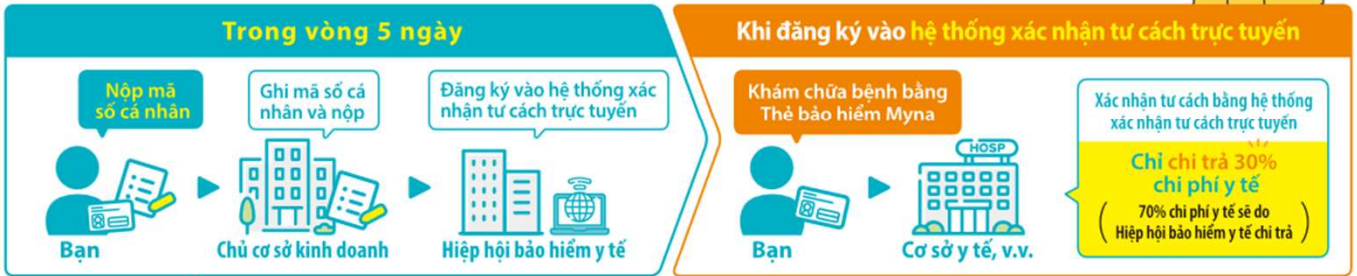 Trong vòng 5 ngày
Nộp mã
số cá nhân
Bạn
Ghi mã số cá
nhân và nộp
Chủ cơ sở kinh doanh
Đăng ký vào hệ thống xác
nhận tư cách trực tuyến
Hiệp hội bảo hiểm y tế
Khi đăng ký vào hệ thống xác nhận tư cách trực tuyến
Khám chữa bệnh bằng
Thẻ bảo hiểm Myna
Bạn
HOSP
Cơ sở y tế, v.v.
Xác nhận tư cách bằng hệ thống
xác nhận tư cách trực tuyến
Chỉ chi trả 30%
chi phí y tế
(70% chi phí y tế sẽ do
Hiệp hội bảo hiểm y tế chi trả)